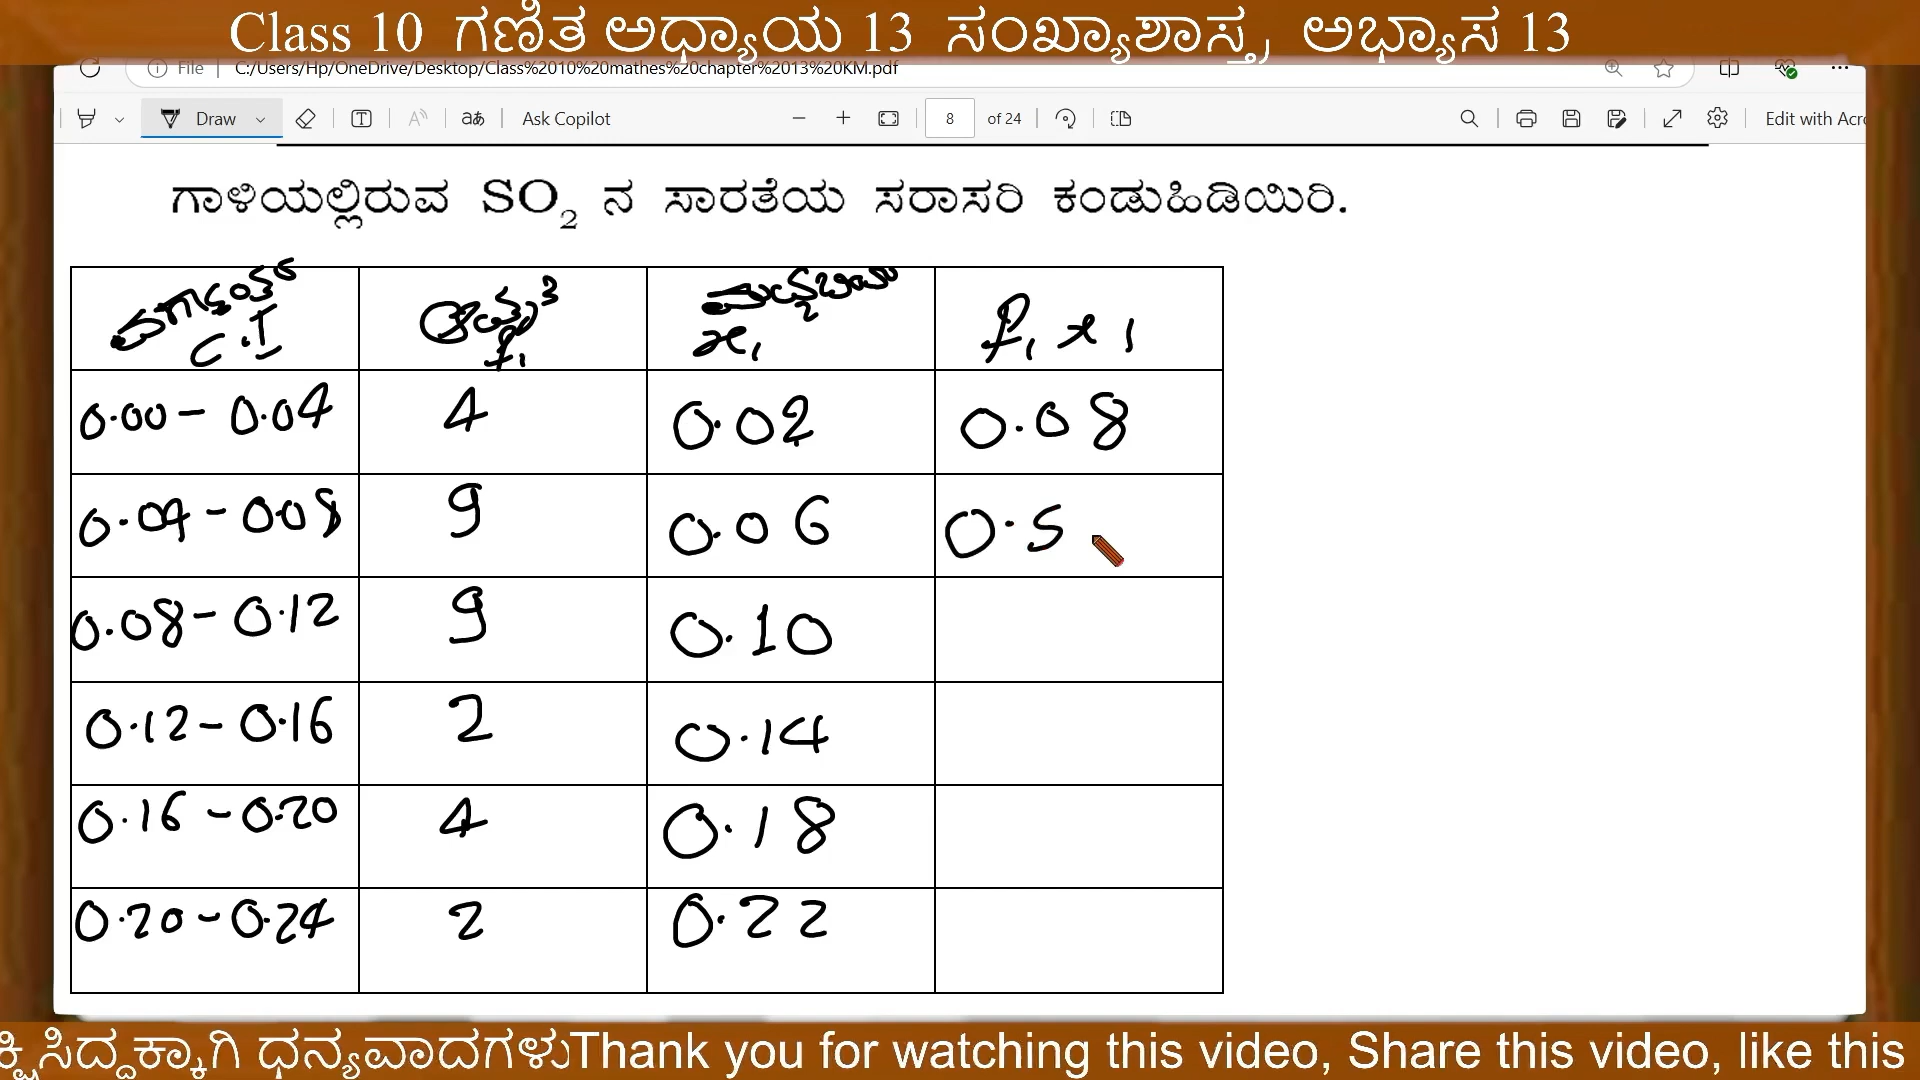 Class 10 ಗಣಿತ ಅಧ್ಯಾಯ 13 ಸಂಖ್ಯಾಶಾಸ್ತ್ರ ಅಭ್ಯಾಸ 13
File C:/Users/Hp/OneDrive/Desktop/Class%2010%20mathes%20chapter%2013%20KM.pdf
Draw aあ Ask Copilot 8 of 24 Edit with Acro
ಗಾಳಿಯಲ್ಲಿರುವ SO2 ನ ಸಾರತೆಯ ಸರಾಸರಿ ಕಂಡುಹಿಡಿಯಿರಿ.
C.I f1 x1 f1 x1
0.00 - 0.04 4 0.02 0.08
0.04 - 0.08 9 0.06 0.5
0.08 - 0.12 9 0.10
0.12 - 0.16 2 0.14
0.16 - 0.20 4 0.18
0.20 - 0.24 2 0.22
ಕ್ಷಿಸಿದ್ದಕ್ಕಾಗಿ ಧನ್ಯವಾದಗಳು Thank you for watching this video, Share this video, like this